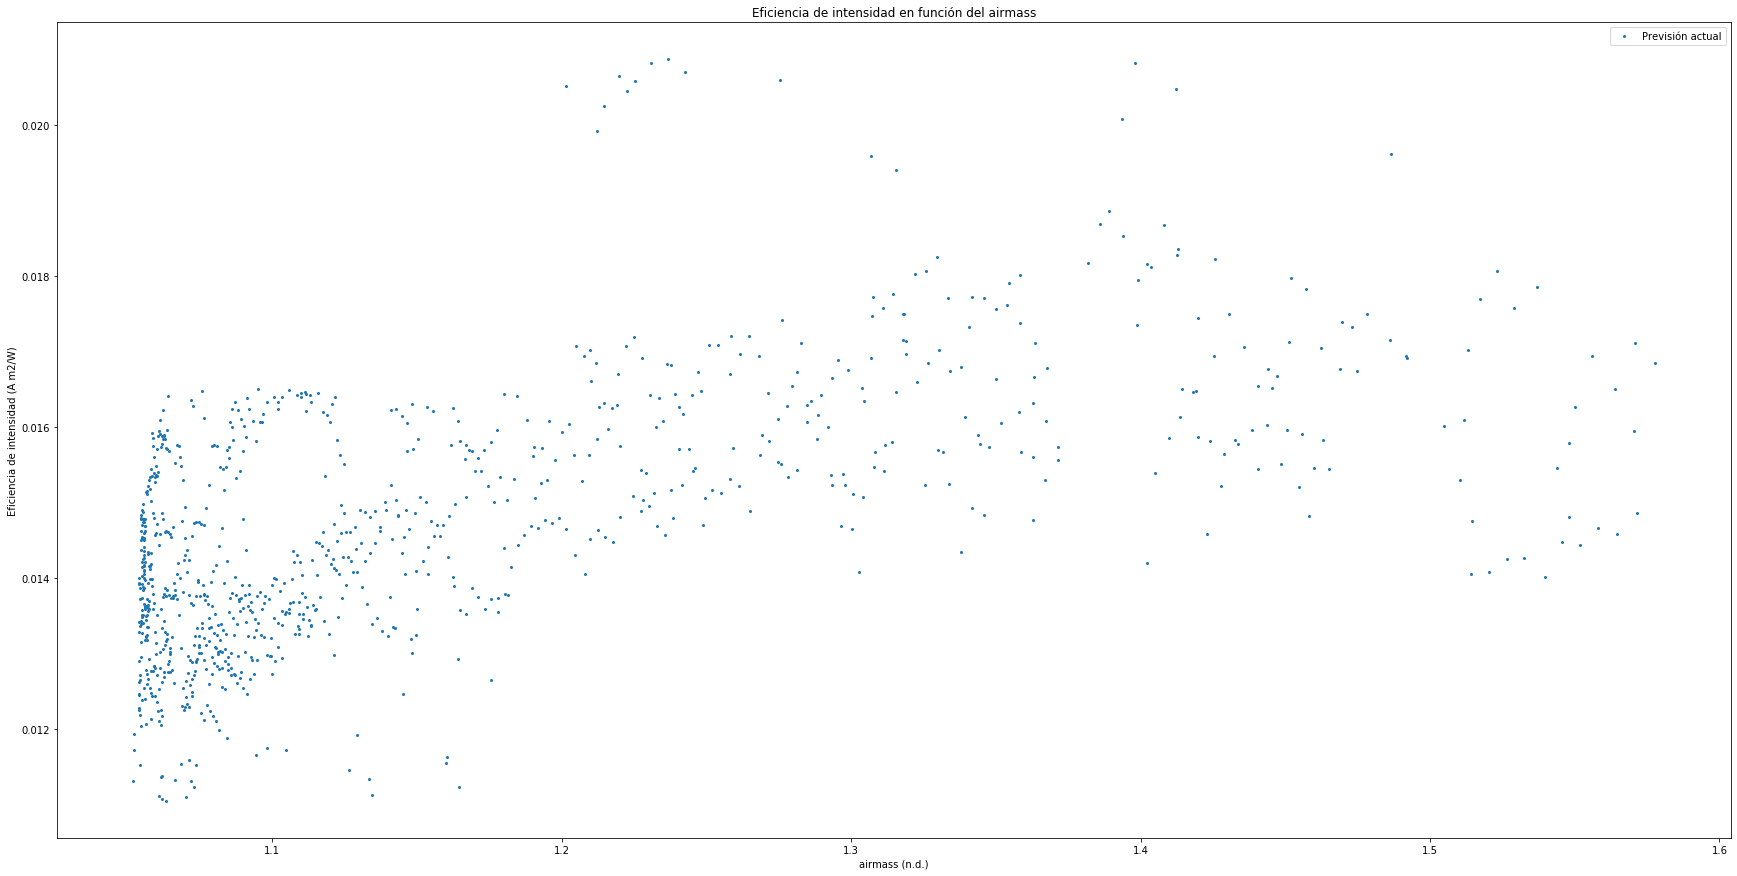 Eficiencia de intensidad en función del airmass
Previsión actual
Eficiencia de intensidad (A m2/W)
0.020
0.018
0.016
0.014
0.012
1.1 1.2 1.3 1.4 1.5 1.6
airmass (n.d.)